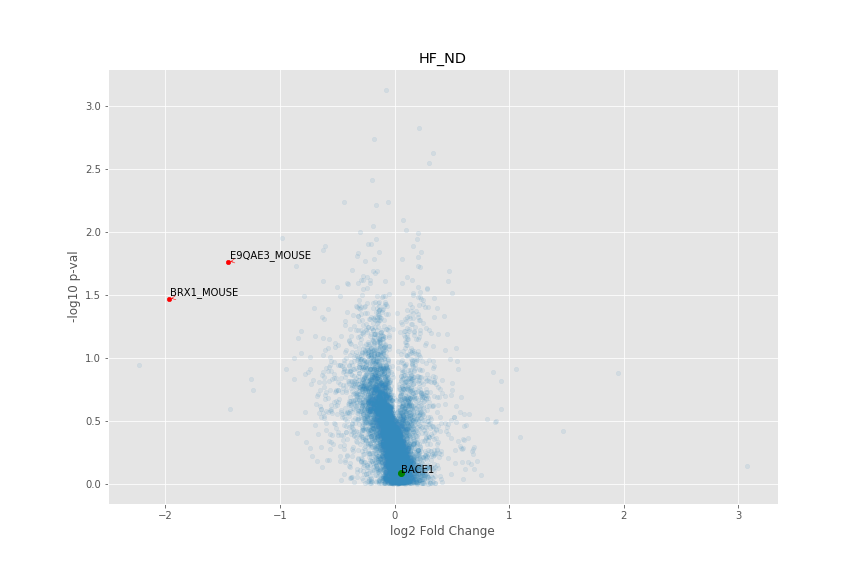 HF_ND
3.0
2.5
2.0
1.5
1.0
0.5
0.0
-log10 p-val
E9QAE3_MOUSE
BRX1_MOUSE
BACE1
−2 −1 0 1 2 3
log2 Fold Change